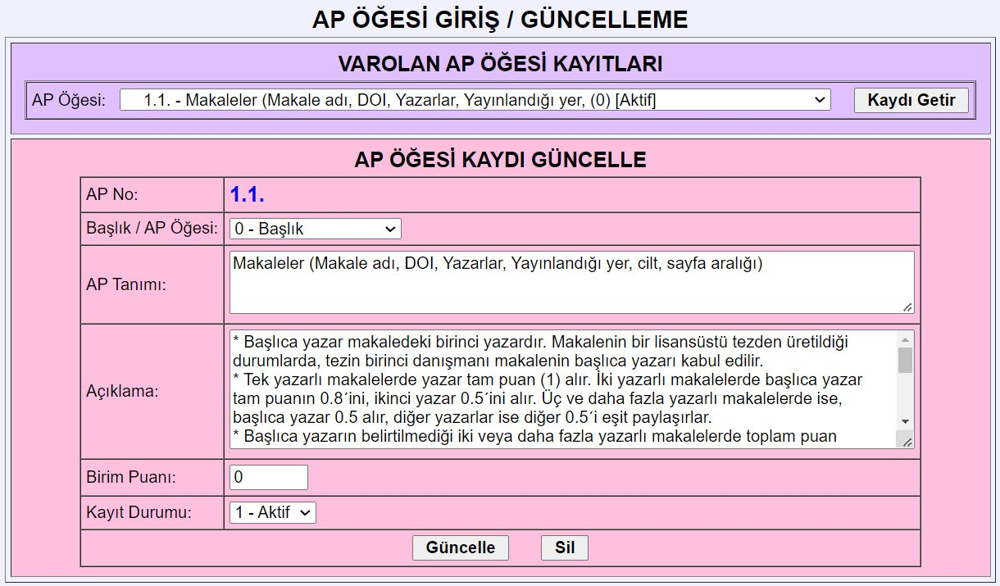 AP ÖĞESİ GİRİŞ / GÜNCELLEME
VAROLAN AP ÖĞESİ KAYITLARI
AP Öğesi: 1.1. - Makaleler (Makale adı, DOI, Yazarlar, Yayınlandığı yer, (0) [Aktif] Kaydı Getir
AP ÖĞESİ KAYDI GÜNCELLE
AP No: 1.1.
Başlık / AP Öğesi: 0 - Başlık
AP Tanımı: Makaleler (Makale adı, DOI, Yazarlar, Yayınlandığı yer, cilt, sayfa aralığı)
Açıklama:
* Başlıca yazar makaledeki birinci yazardır. Makalenin bir lisansüstü tezden üretildiği
durumlarda, tezin birinci danışmanı makalenin başlıca yazarı kabul edilir.
* Tek yazarlı makalelerde yazar tam puan (1) alır. İki yazarlı makalelerde başlıca yazar
tam puanın 0.8´ini, ikinci yazar 0.5´ini alır. Üç ve daha fazla yazarlı makalelerde ise,
başlıca yazar 0.5 alır, diğer yazarlar ise diğer 0.5´i eşit paylaşırlar.
* Başlıca yazarın belirtilmediği iki veya daha fazla yazarlı makalelerde toplam puan
Birim Puanı: 0
Kayıt Durumu: 1 - Aktif
Güncelle Sil